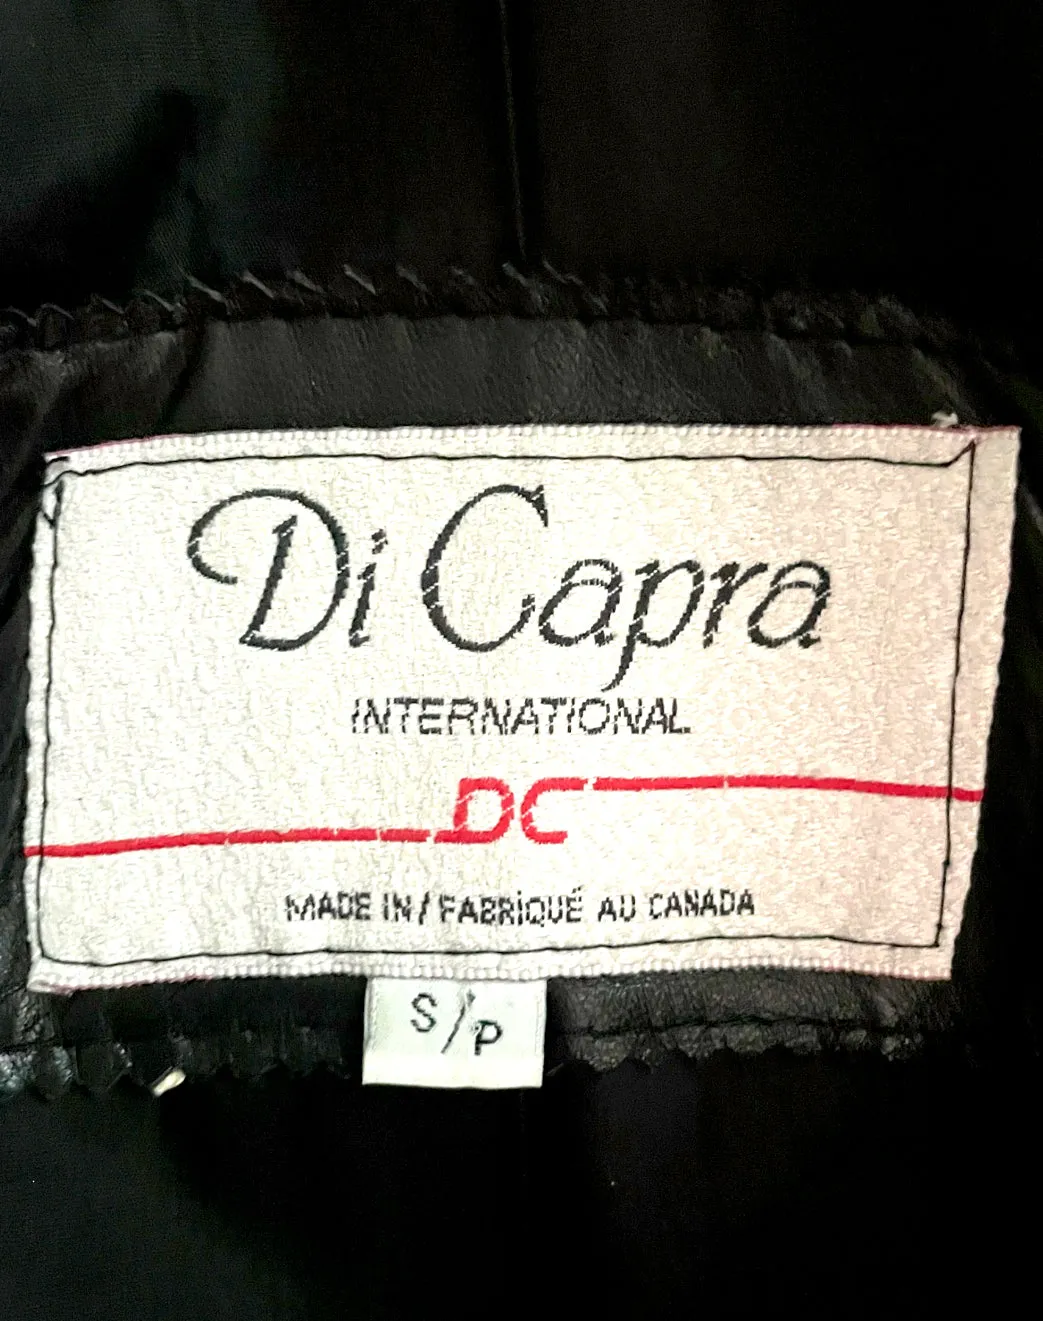 Di Capra
INTERNATIONAL
DC
MADE IN / FABRIQUÉ AU CANADA
S/P